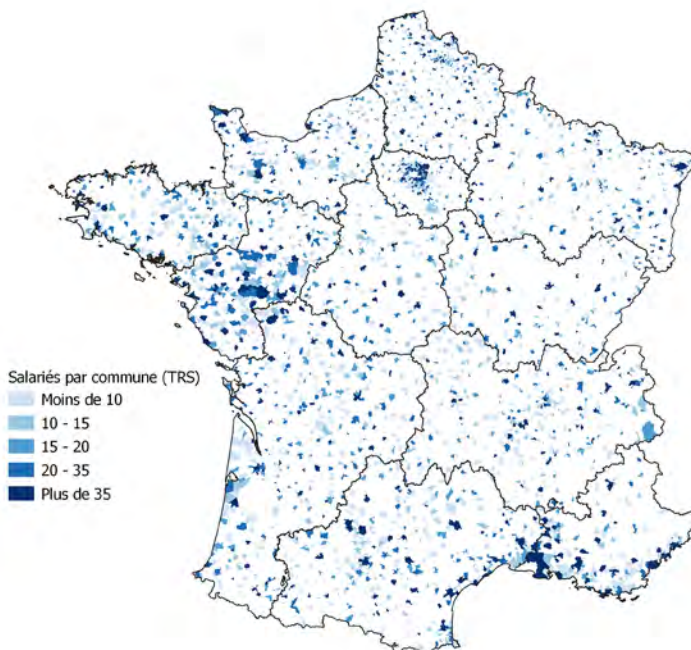 Salariés par commune (TRS)
Moins de 10
10 - 15
15 - 20
20 - 35
Plus de 35